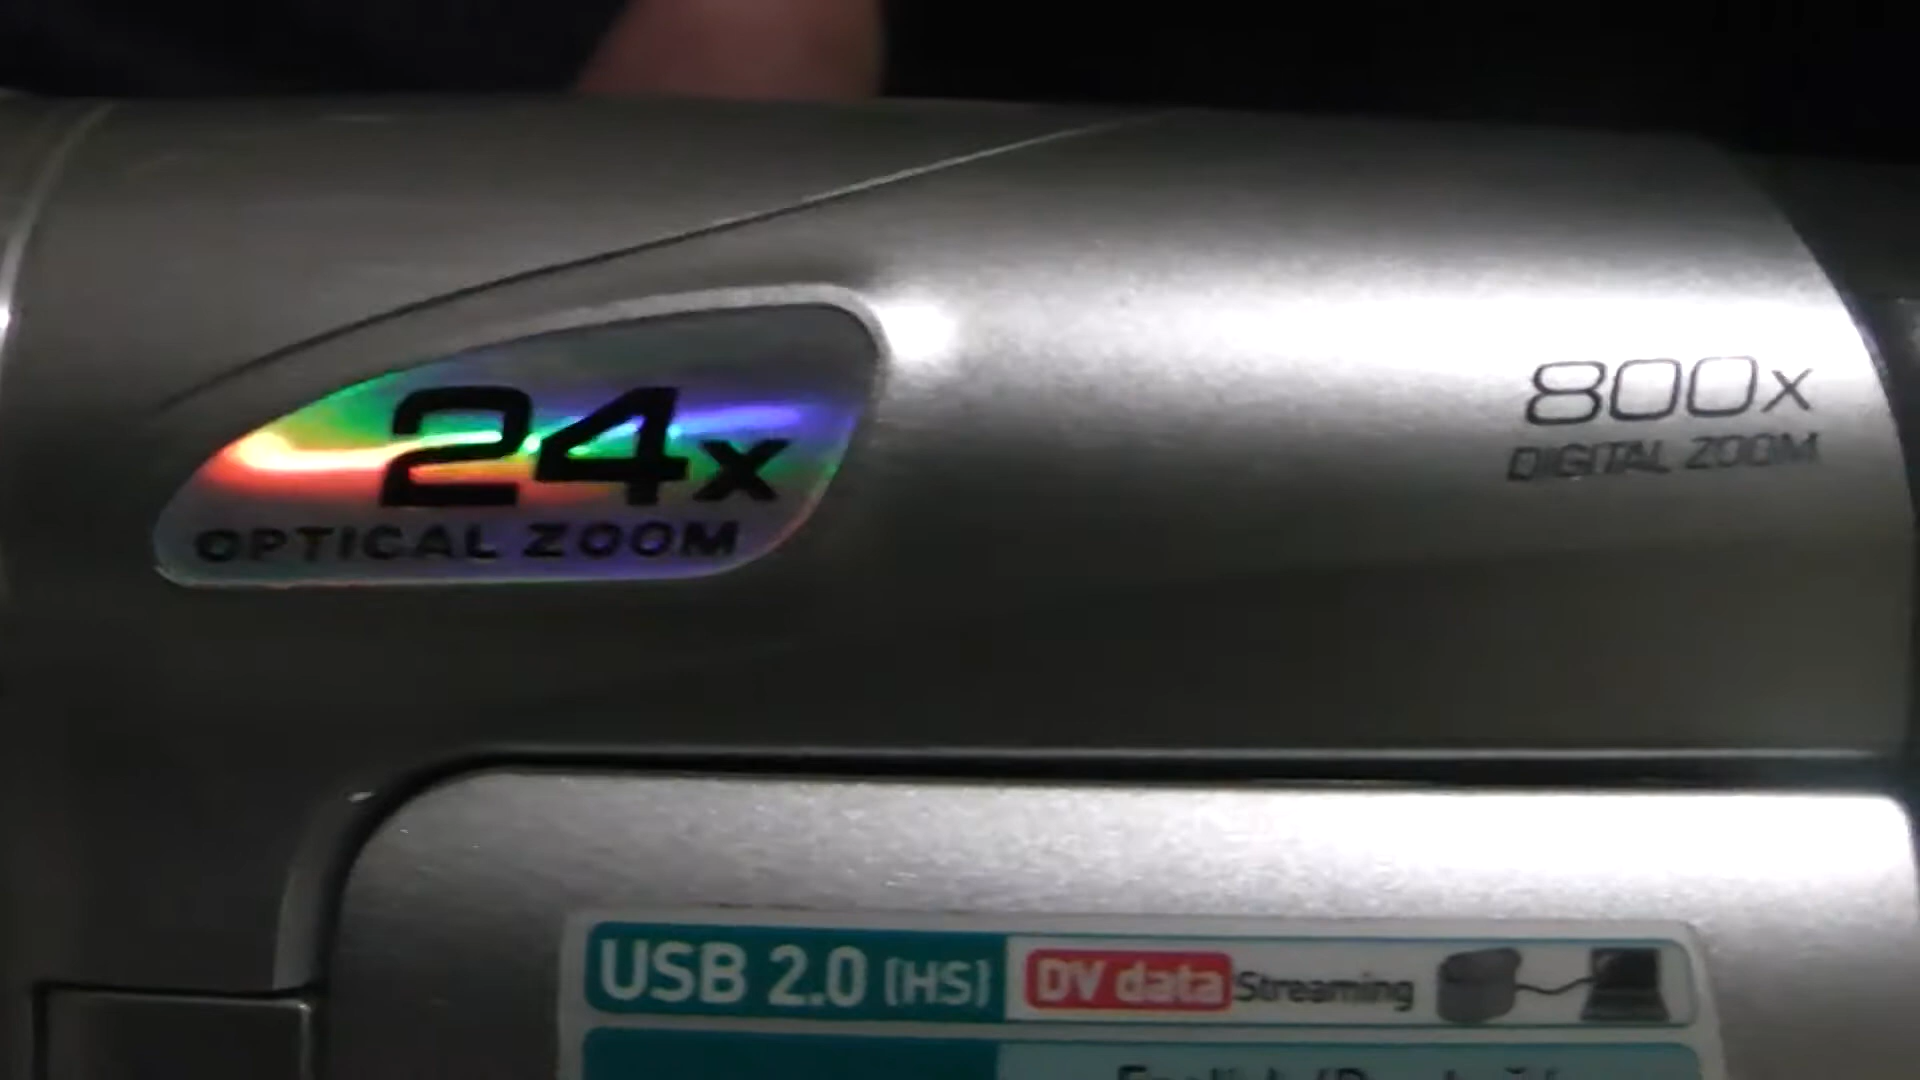 24x
OPTICAL ZOOM
800x
DIGITAL ZOOM
USB 2.0 (HS) DV data Streaming